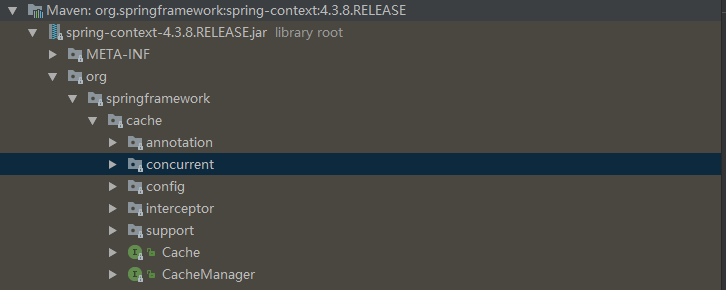 Maven: org.springframework:spring-context:4.3.8.RELEASE
spring-context-4.3.8.RELEASE.jar library root
META-INF
org
springframework
cache
annotation
concurrent
config
interceptor
support
I Cache
I CacheManager